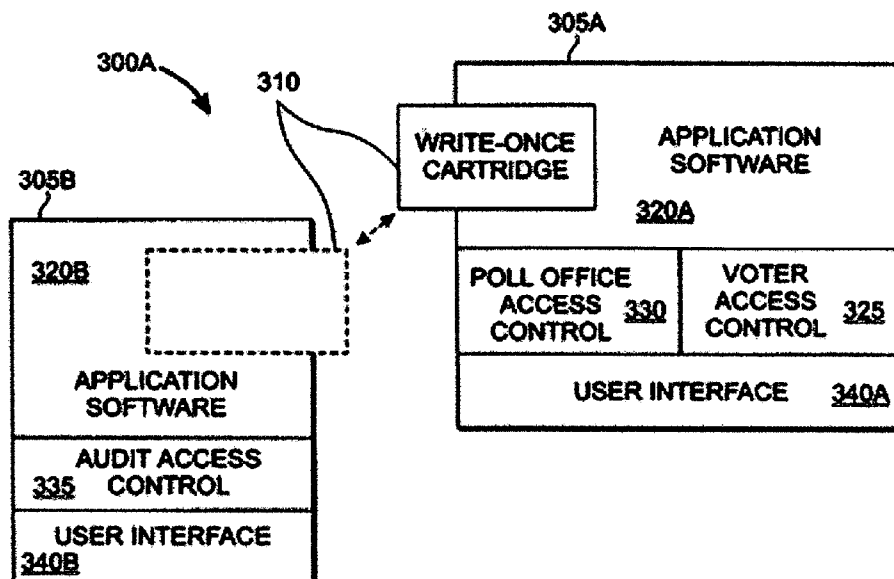 305A
300A
310
WRITE-ONCE
CARTRIDGE
APPLICATION
SOFTWARE
320A
305B
320B
POLL OFFICE
ACCESS
CONTROL 330
VOTER
ACCESS
CONTROL 325
APPLICATION
SOFTWARE
USER INTERFACE 340A
AUDIT ACCESS
335 CONTROL
USER INTERFACE
340B